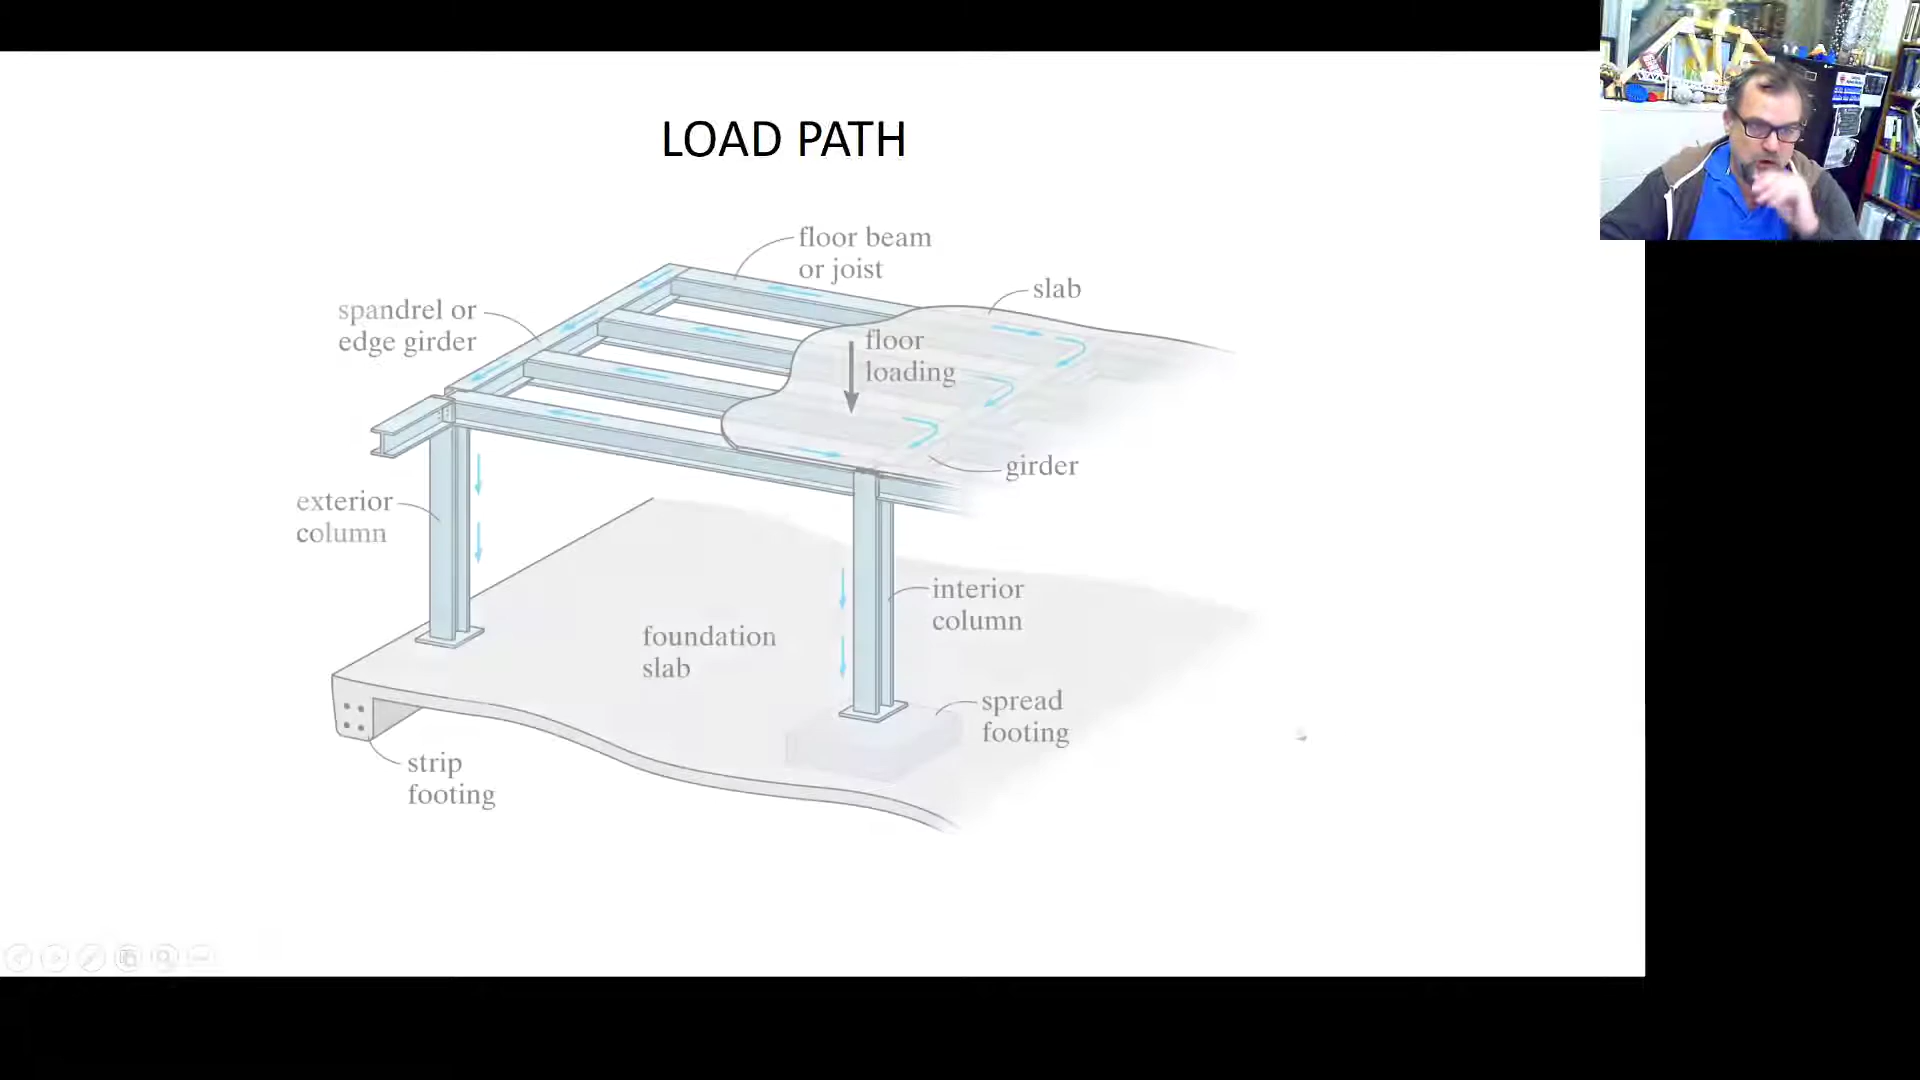 LOAD PATH
floor beam
or joist
slab
spandrel or
edge girder
floor
loading
girder
exterior
column
interior
column
foundation
slab
spread
footing
strip
footing